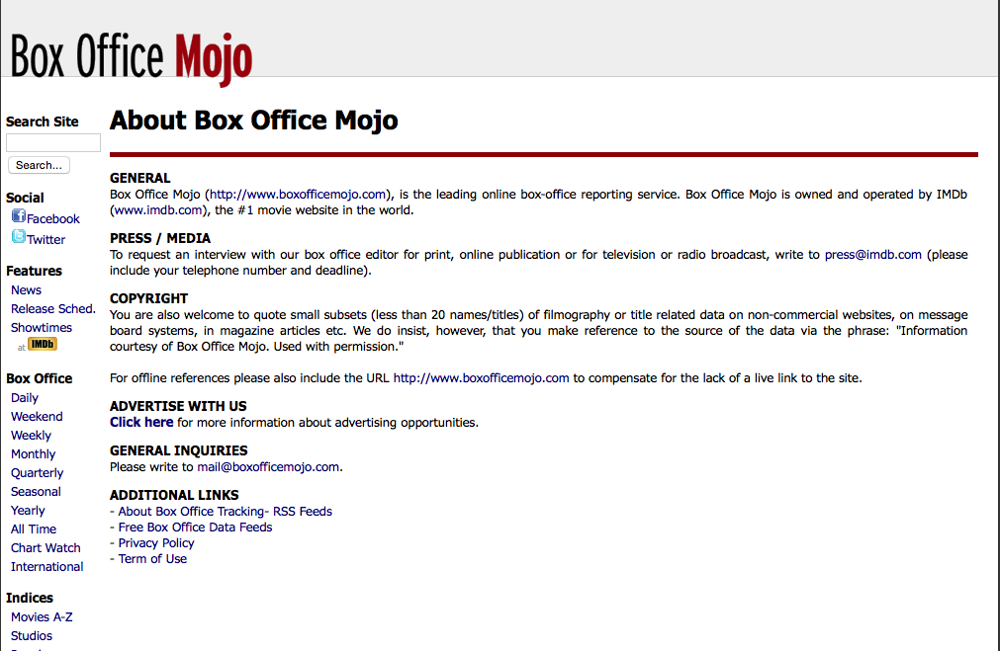 Box Office Mojo
Search Site
Search...
Social
Facebook
Twitter
Features
News
Release Sched.
Showtimes
at IMDb
Box Office
Daily
Weekend
Weekly
Monthly
Quarterly
Seasonal
Yearly
All Time
Chart Watch
International
Indices
Movies A-Z
Studios
About Box Office Mojo
GENERAL
Box Office Mojo (http://www.boxofficemojo.com), is the leading online box-office reporting service. Box Office Mojo is owned and operated by IMDb
(www.imdb.com), the #1 movie website in the world.
PRESS / MEDIA
To request an interview with our box office editor for print, online publication or for television or radio broadcast, write to press@imdb.com (please
include your telephone number and deadline).
COPYRIGHT
You are also welcome to quote small subsets (less than 20 names/titles) of filmography or title related data on non-commercial websites, on message
board systems, in magazine articles etc. We do insist, however, that you make reference to the source of the data via the phrase: "Information
courtesy of Box Office Mojo. Used with permission."
For offline references please also include the URL http://www.boxofficemojo.com to compensate for the lack of a live link to the site.
ADVERTISE WITH US
Click here for more information about advertising opportunities.
GENERAL INQUIRIES
Please write to mail@boxofficemojo.com.
ADDITIONAL LINKS
- About Box Office Tracking- RSS Feeds
- Free Box Office Data Feeds
- Privacy Policy
- Term of Use